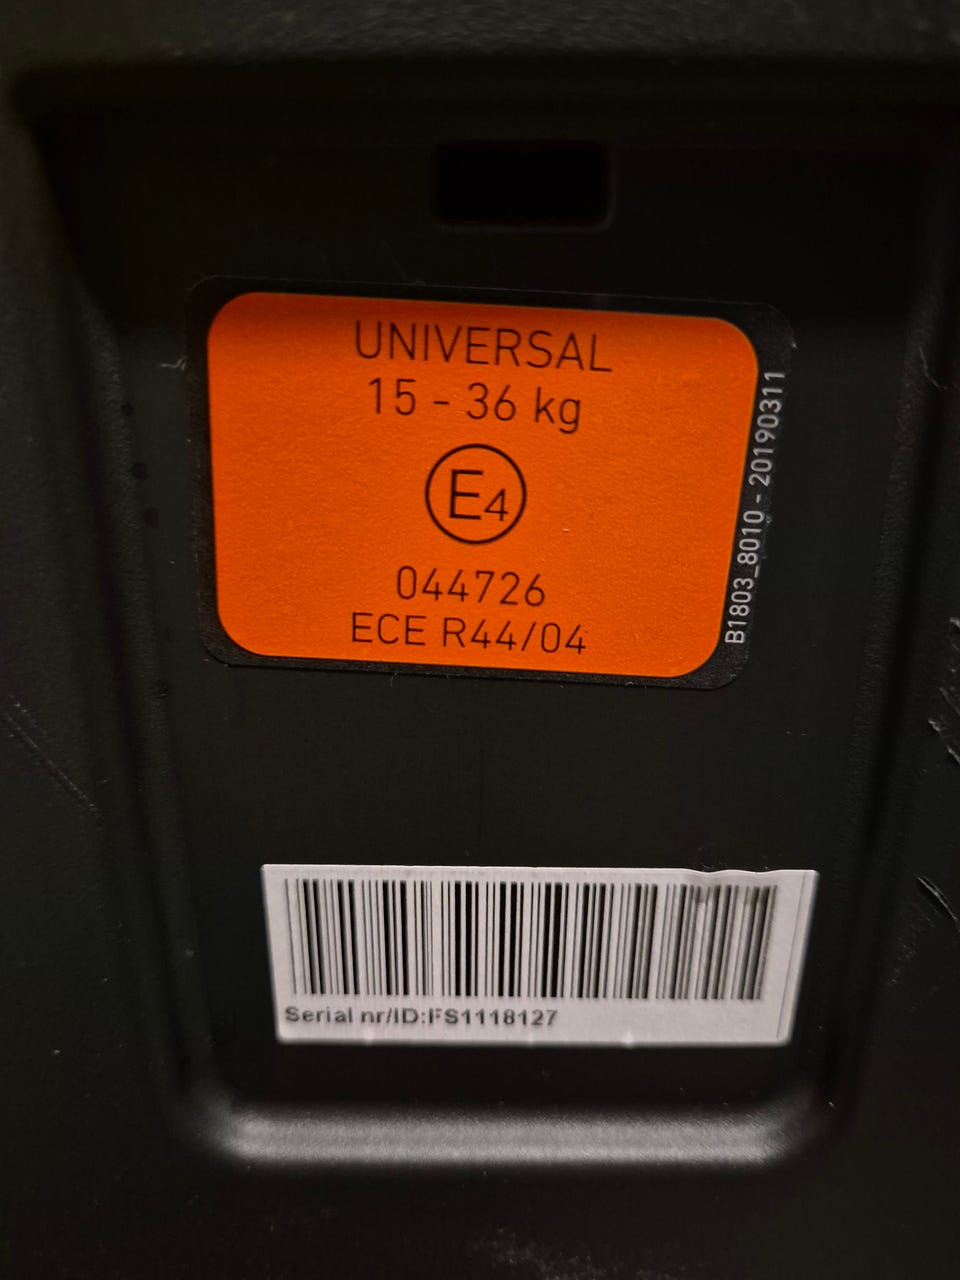 UNIVERSAL
15 - 36 kg
E4
044726
ECE R44/04
B1803_8010 - 20190311
Serial nr/ID:FS1118127